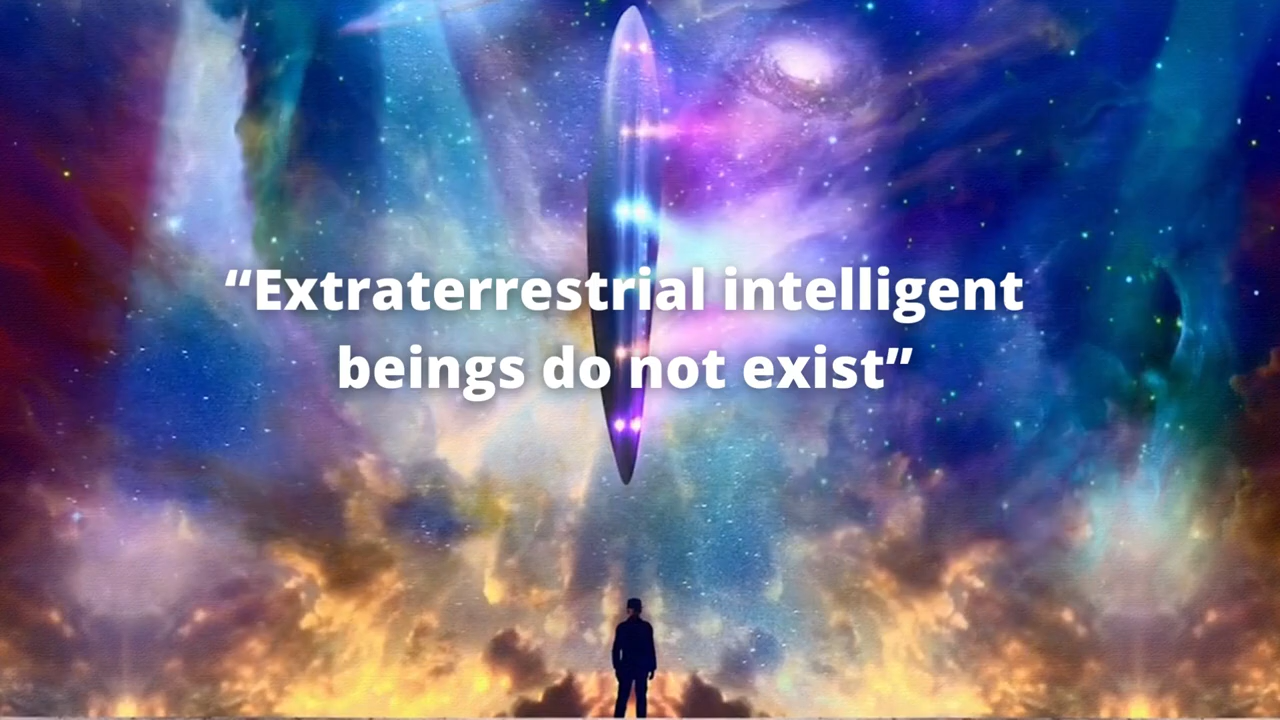 “Extraterrestrial intelligent
beings do not exist”